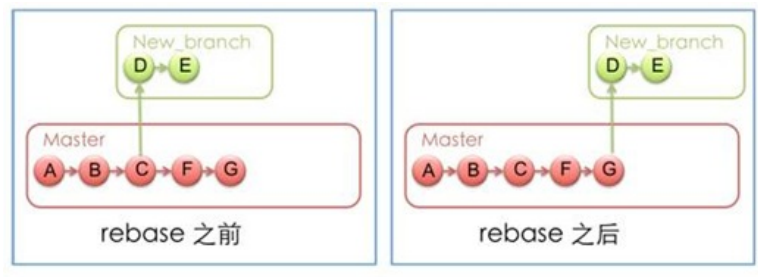 New_branch
D E
Master
A B C F G
rebase 之前
New_branch
D E
Master
A B C F G
rebase 之后